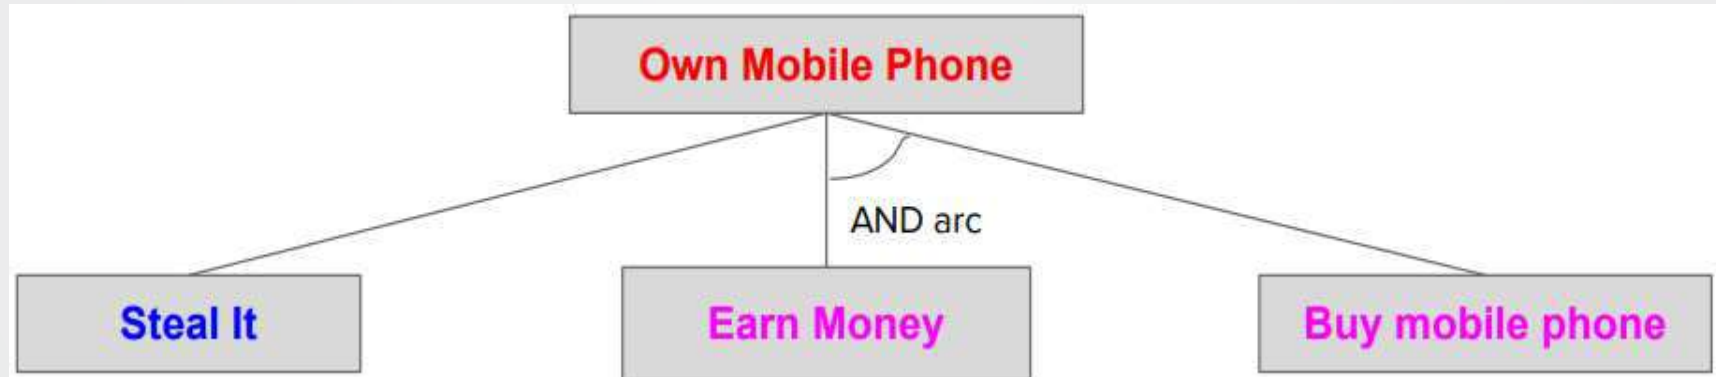 Own Mobile Phone
AND arc
Steal It
Earn Money
Buy mobile phone